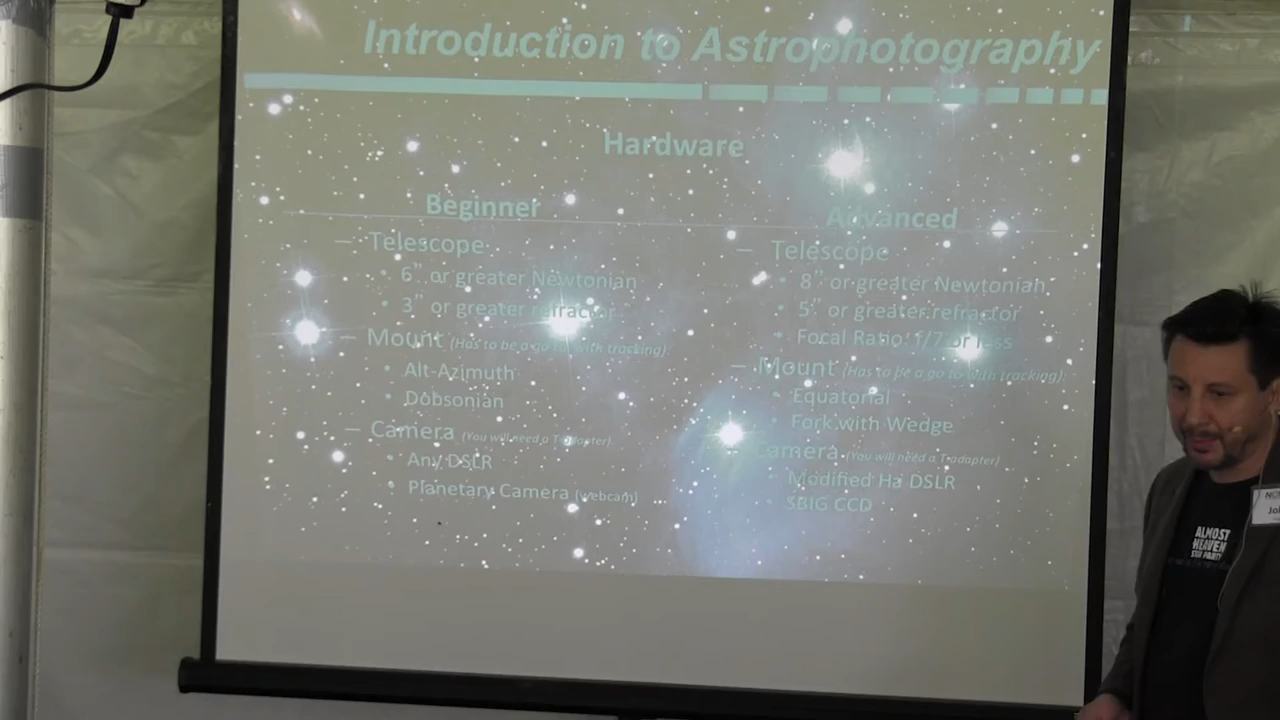 Introduction to Astrophotography
Hardware
Beginner
– Telescope
• 6" or greater Newtonian
• 3" or greater refractor
– Mount (Has to be a go to with tracking)
• Alt-Azimuth
• Dobsonian
– Camera (You will need a T-adapter)
• Any DSLR
• Planetary Camera (webcam)
Advanced
– Telescope
• 8" or greater Newtonian
• 5" or greater refractor
• Focal Ratio f/7 or less
– Mount (Has to be a go to with tracking)
• Equatorial
• Fork with Wedge
Camera (You will need a T-adapter)
• Modified Ha DSLR
• SBIG CCD
ALMOST
HEAVEN
STAR PARTY